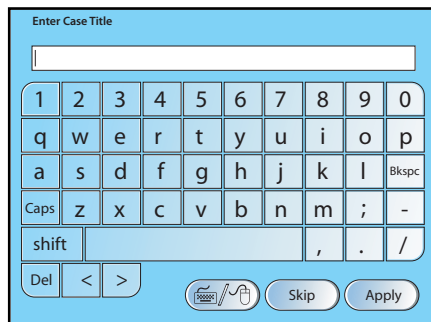 Enter Case Title
1 2 3 4 5 6 7 8 9 0
q w e r t y u i o p
a s d f g h j k l Bkspc
Caps z x c v b n m ; -
shift , . /
Del < > / Skip Apply